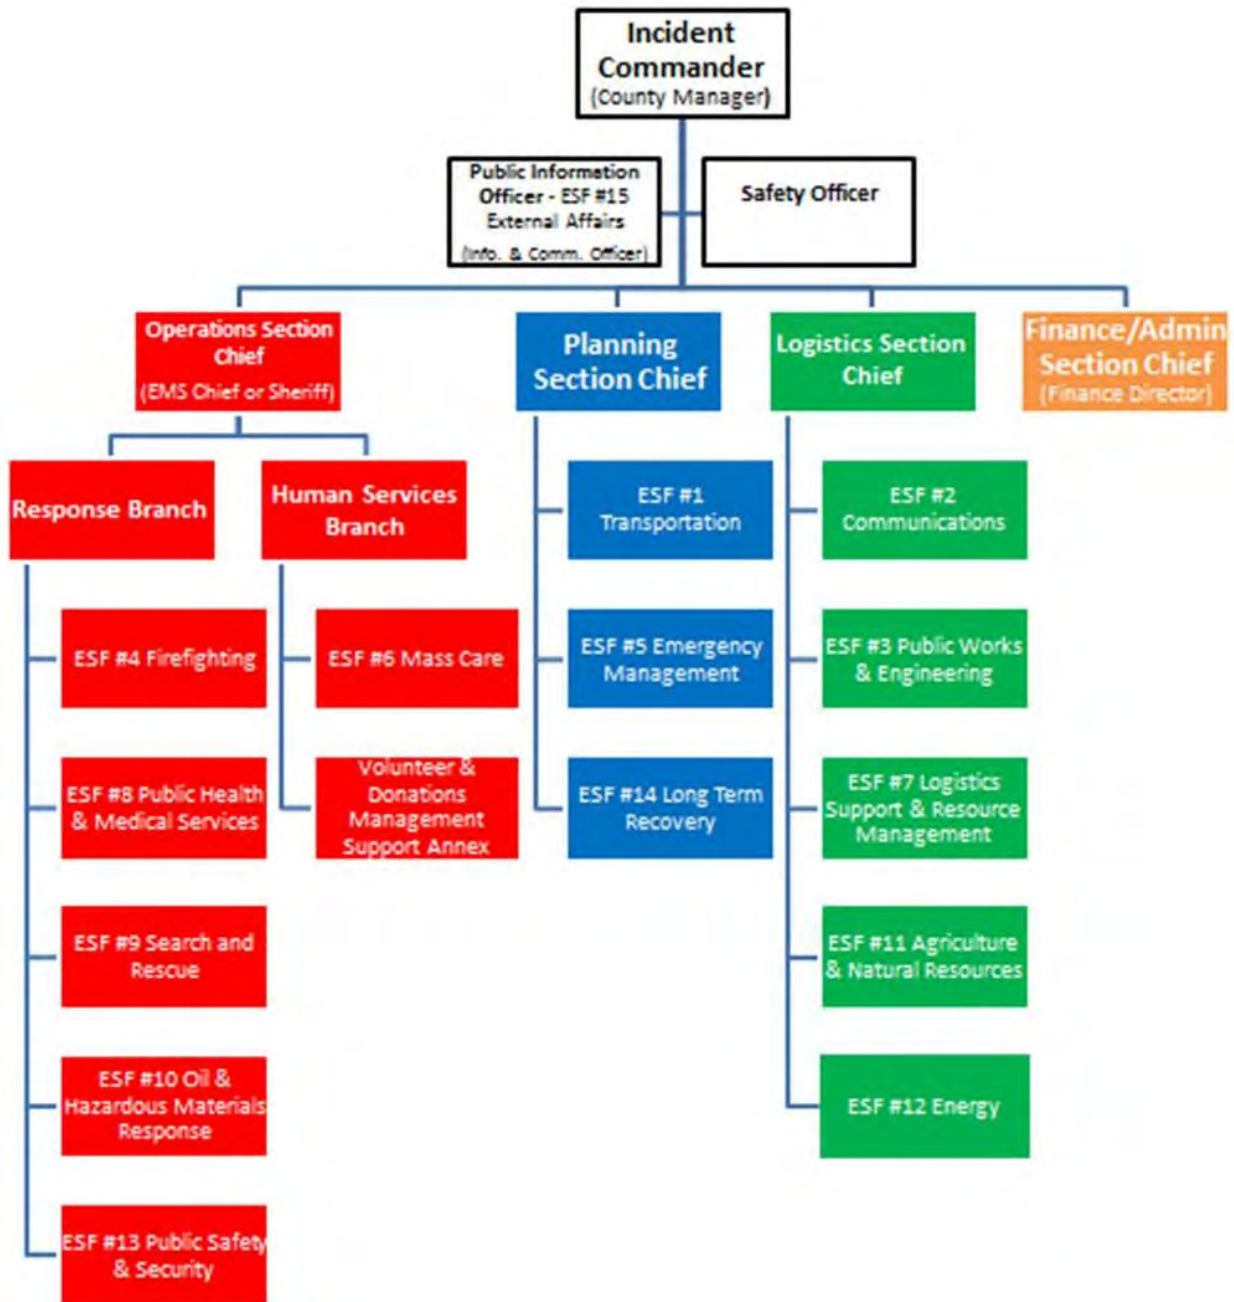 Incident
Commander
(County Manager)
Public Information
Officer - ESF #15
External Affairs
(Info. & Comm. Officer)
Safety Officer
Operations Section
Chief
(EMS Chief or Sheriff)
Planning
Section Chief
Logistics Section
Chief
Finance/Admin
Section Chief
(Finance Director)
Response Branch
Human Services
Branch
ESF #1
Transportation
ESF #2
Communications
ESF #4 Firefighting
ESF #6 Mass Care
ESF #5 Emergency
Management
ESF #3 Public Works
& Engineering
ESF #8 Public Health
& Medical Services
Volunteer &
Donations
Management
Support Annex
ESF #14 Long Term
Recovery
ESF #7 Logistics
Support & Resource
Management
ESF #9 Search and
Rescue
ESF #11 Agriculture
& Natural Resources
ESF #10 Oil &
Hazardous Materials
Response
ESF #12 Energy
ESF #13 Public Safety
& Security